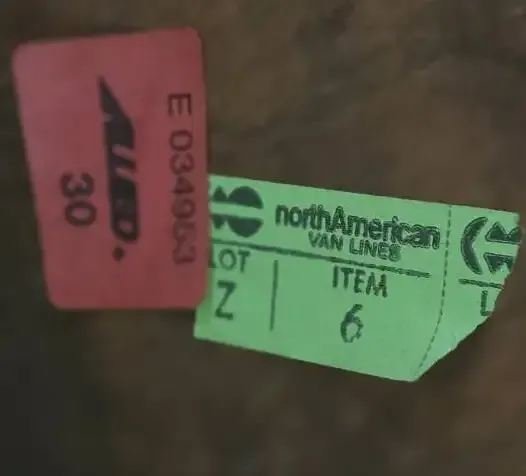 E 034953
ALLIED.
30
northAmerican
VAN LINES
LOT
Z
ITEM
6
L